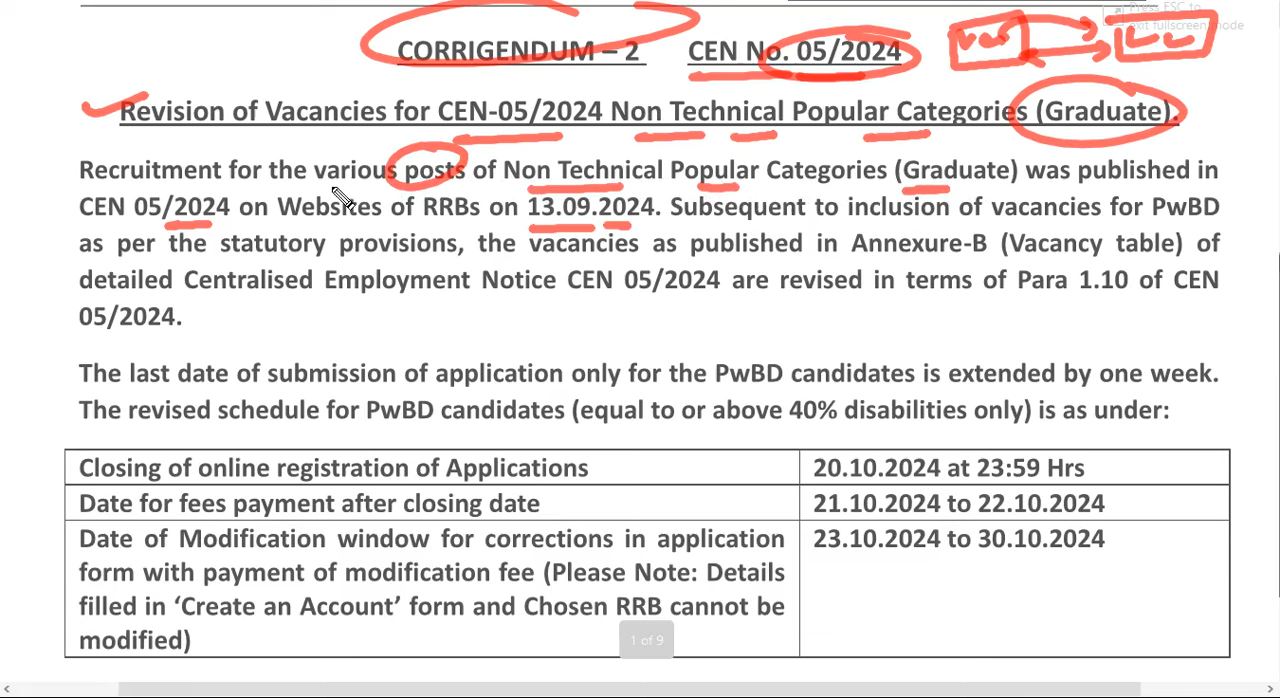 Press ESC to
exit fullscreen mode
CORRIGENDUM – 2 CEN No. 05/2024
Revision of Vacancies for CEN-05/2024 Non Technical Popular Categories (Graduate).
Recruitment for the various posts of Non Technical Popular Categories (Graduate) was published in
CEN 05/2024 on Websites of RRBs on 13.09.2024. Subsequent to inclusion of vacancies for PwBD
as per the statutory provisions, the vacancies as published in Annexure-B (Vacancy table) of
detailed Centralised Employment Notice CEN 05/2024 are revised in terms of Para 1.10 of CEN
05/2024.
The last date of submission of application only for the PwBD candidates is extended by one week.
The revised schedule for PwBD candidates (equal to or above 40% disabilities only) is as under:
Closing of online registration of Applications 20.10.2024 at 23:59 Hrs
Date for fees payment after closing date 21.10.2024 to 22.10.2024
Date of Modification window for corrections in application 23.10.2024 to 30.10.2024
form with payment of modification fee (Please Note: Details
filled in ‘Create an Account’ form and Chosen RRB cannot be
modified)
1 of 9